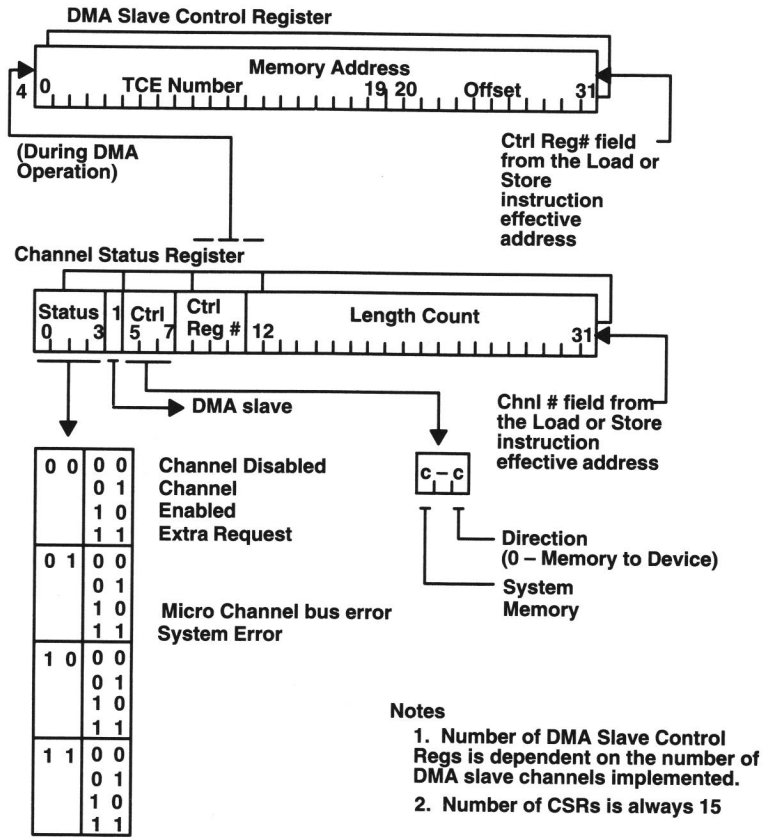 DMA Slave Control Register
Memory Address
4 0 TCE Number 19 20 Offset 31
(During DMA
Operation)
Ctrl Reg# field
from the Load or
Store
instruction
effective
address
Channel Status Register
Status 1 Ctrl Ctrl Reg # Length Count
0 3 5 7 12 31
DMA slave
Chnl # field from
the Load or Store
instruction
effective address
0 0 0 0 Channel Disabled
0 1 Channel
1 0 Enabled
1 1 Extra Request
c – c
Direction
(0 – Memory to Device)
System
Memory
0 1 0 0
0 1
1 0 Micro Channel bus error
1 1 System Error
1 0 0 0
0 1
1 0
1 1
1 1 0 0
0 1
1 0
1 1
Notes
1. Number of DMA Slave Control
Regs is dependent on the number of
DMA slave channels implemented.
2. Number of CSRs is always 15